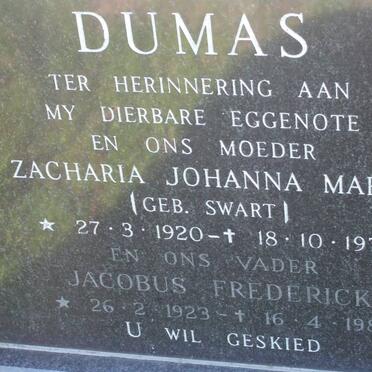 DUMAS
TER HERINNERING AAN
MY DIERBARE EGGENOTE
EN ONS MOEDER
ZACHARIA JOHANNA
(GEB. SWART)
* 27·3·1920 - † 18·10·
EN ONS VADER
JACOBUS FREDERICK
* 26·2·1923 - † 16·4·
U WIL GESKIED